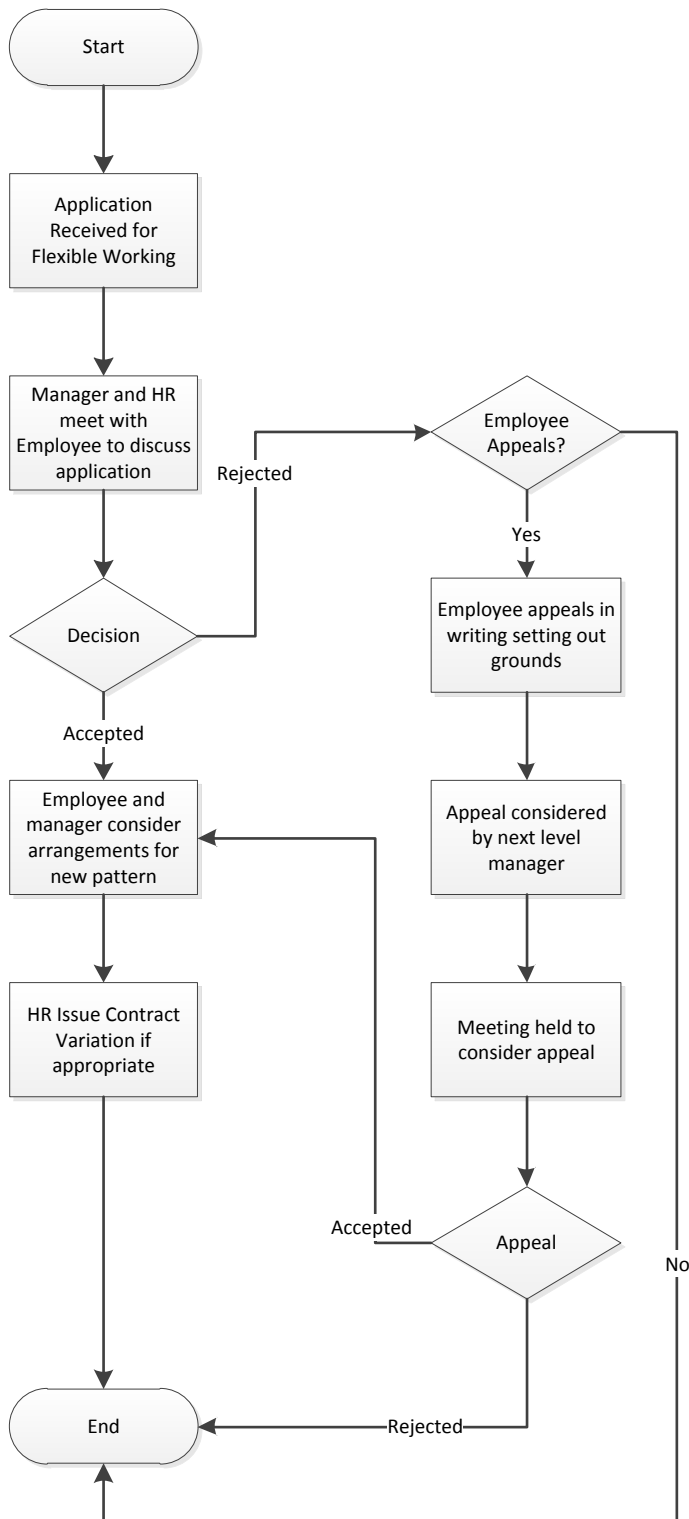 Start
Application
Received for
Flexible Working
Manager and HR
meet with
Employee to discuss
application
Decision
Rejected
Accepted
Employee
Appeals?
Yes
Employee appeals in
writing setting out
grounds
Appeal considered
by next level
manager
Meeting held to
consider appeal
Appeal
Accepted
Rejected
No
Employee and
manager consider
arrangements for
new pattern
HR Issue Contract
Variation if
appropriate
End